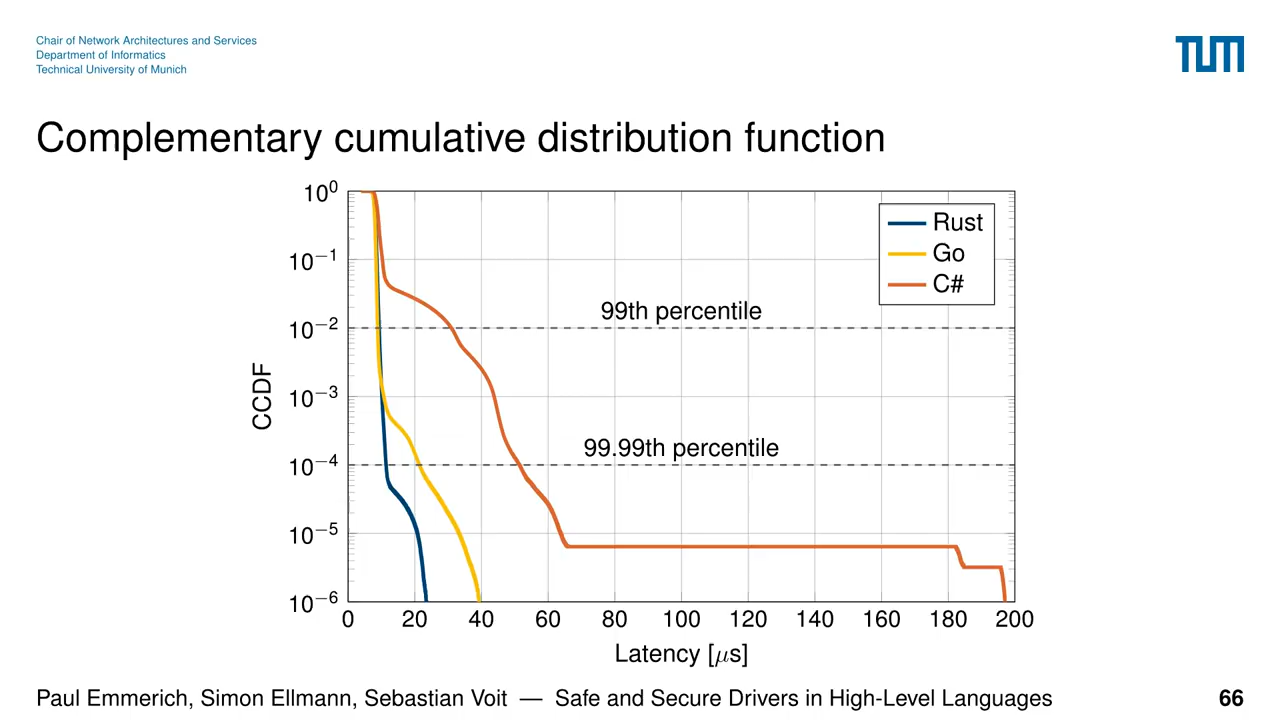 Chair of Network Architectures and Services
Department of Informatics
Technical University of Munich
TUM
Complementary cumulative distribution function
10⁰
10⁻¹
10⁻²
10⁻³
10⁻⁴
10⁻⁵
10⁻⁶
CCDF
Rust
Go
C#
99th percentile
99.99th percentile
0 20 40 60 80 100 120 140 160 180 200
Latency [μs]
Paul Emmerich, Simon Ellmann, Sebastian Voit — Safe and Secure Drivers in High-Level Languages 66